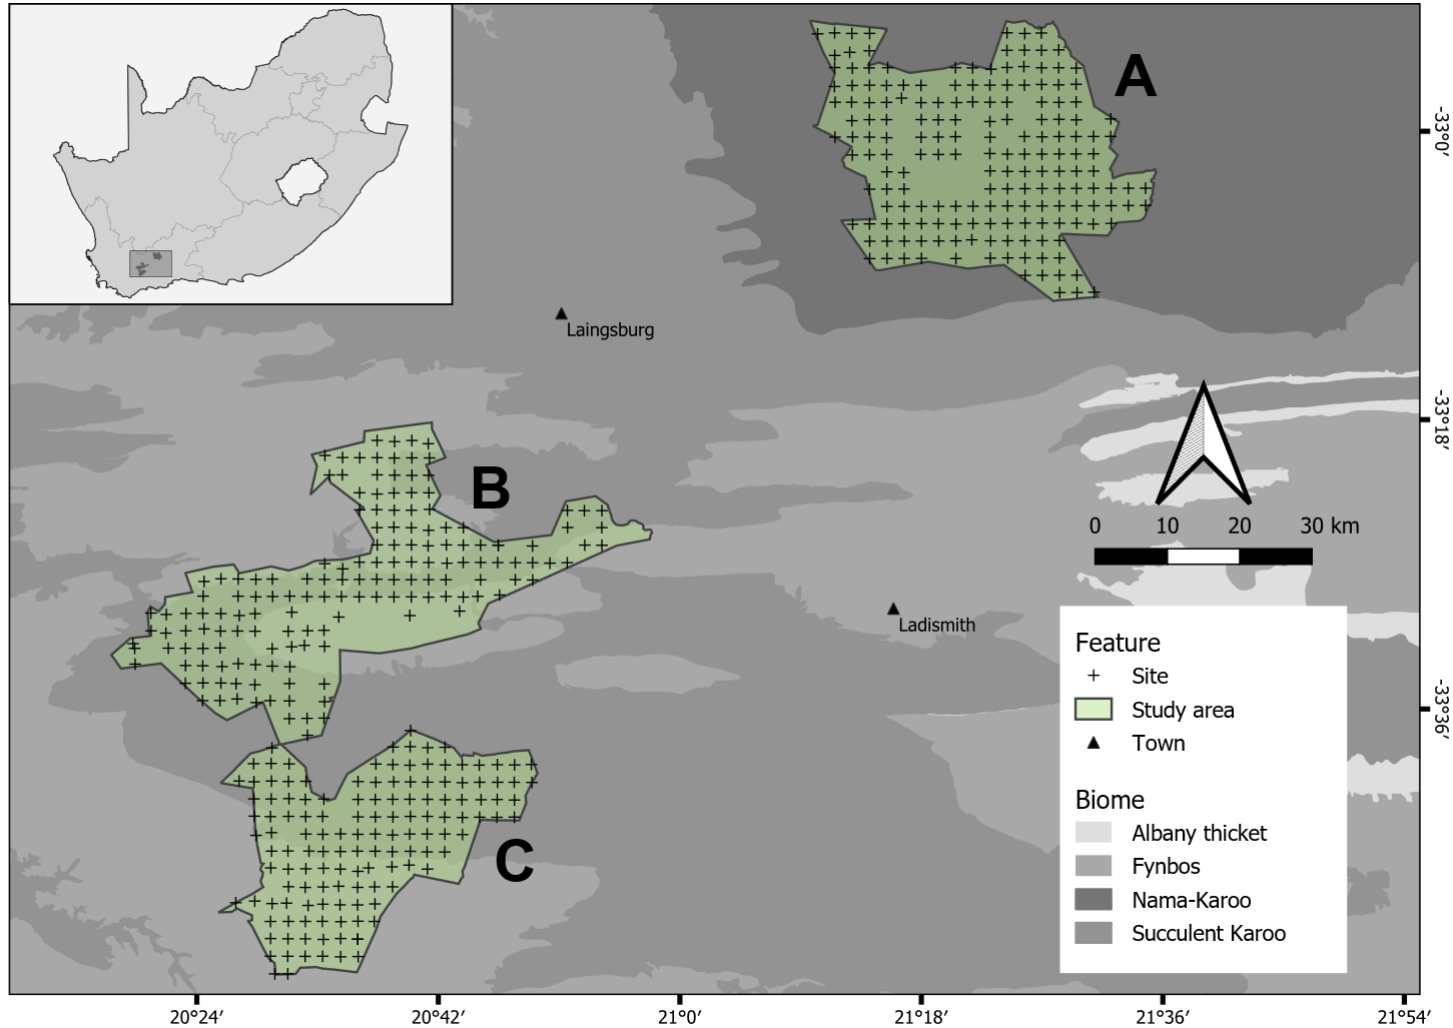 A
-33°0′
Laingsburg
-33°18′
B
0 10 20 30 km
Ladismith
Feature
Site
Study area
Town
-33°36′
Biome
Albany thicket
Fynbos
Nama-Karoo
Succulent Karoo
C
20°24′ 20°42′ 21°0′ 21°18′ 21°36′ 21°54′